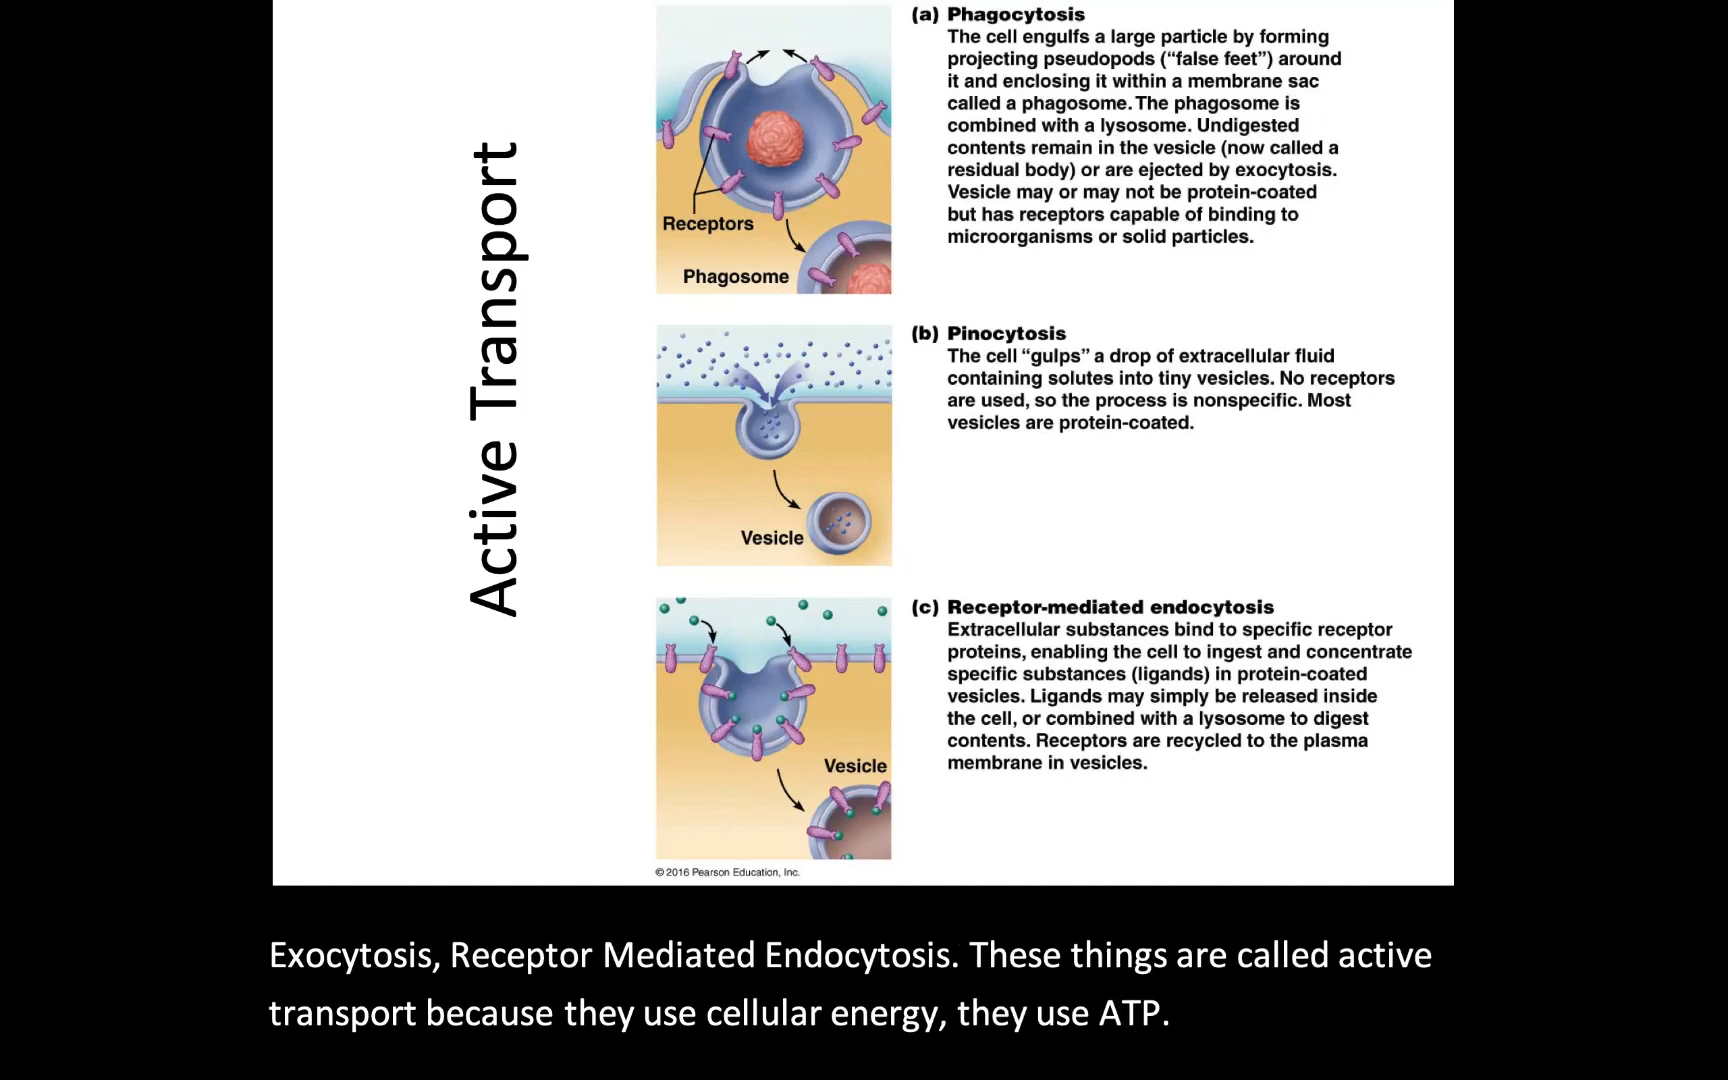 Active Transport
Receptors
Phagosome
(a) Phagocytosis
The cell engulfs a large particle by forming
projecting pseudopods (“false feet”) around
it and enclosing it within a membrane sac
called a phagosome. The phagosome is
combined with a lysosome. Undigested
contents remain in the vesicle (now called a
residual body) or are ejected by exocytosis.
Vesicle may or may not be protein-coated
but has receptors capable of binding to
microorganisms or solid particles.
Vesicle
(b) Pinocytosis
The cell “gulps” a drop of extracellular fluid
containing solutes into tiny vesicles. No receptors
are used, so the process is nonspecific. Most
vesicles are protein-coated.
Vesicle
(c) Receptor-mediated endocytosis
Extracellular substances bind to specific receptor
proteins, enabling the cell to ingest and concentrate
specific substances (ligands) in protein-coated
vesicles. Ligands may simply be released inside
the cell, or combined with a lysosome to digest
contents. Receptors are recycled to the plasma
membrane in vesicles.
© 2016 Pearson Education, Inc.
Exocytosis, Receptor Mediated Endocytosis. These things are called active
transport because they use cellular energy, they use ATP.